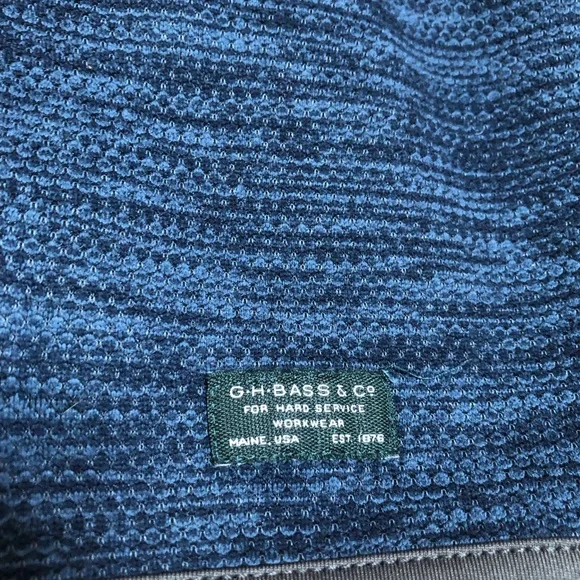 G·H·BASS & Cº
FOR HARD SERVICE
WORKWEAR
MAINE, USA EST. 1876